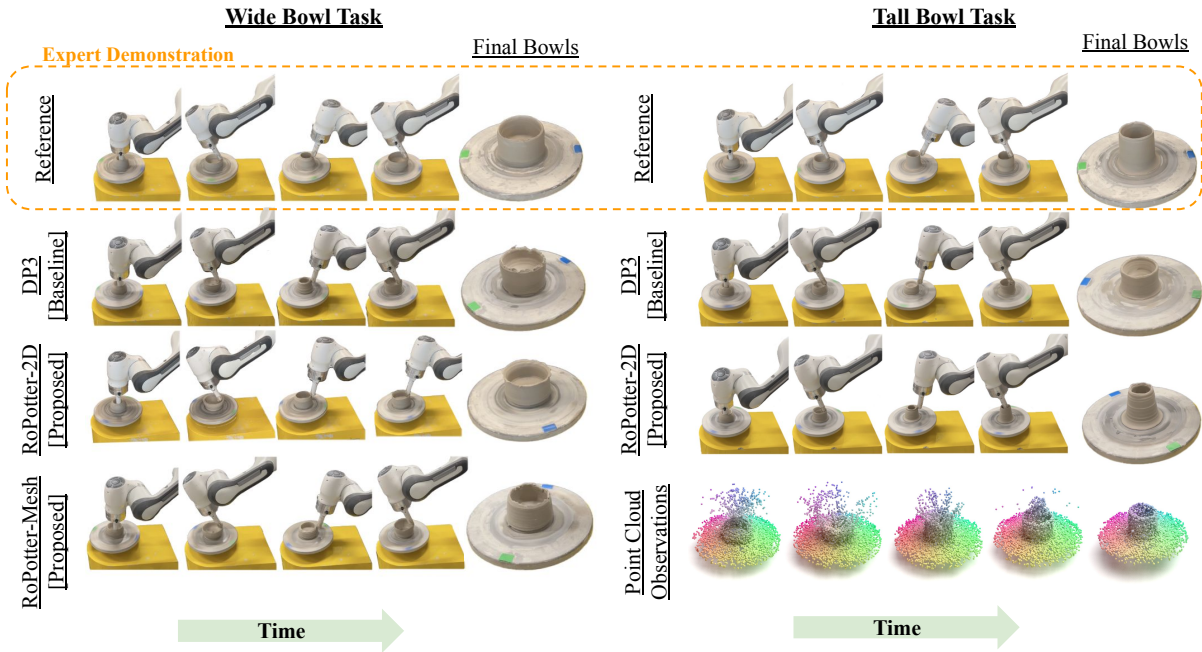 Wide Bowl Task
Tall Bowl Task
Expert Demonstration
Final Bowls
Final Bowls
Reference
Reference
DP3
[Baseline]
DP3
[Baseline]
RoPotter-2D
[Proposed]
RoPotter-2D
[Proposed]
RoPotter-Mesh
[Proposed]
Point Cloud
Observations
Time
Time